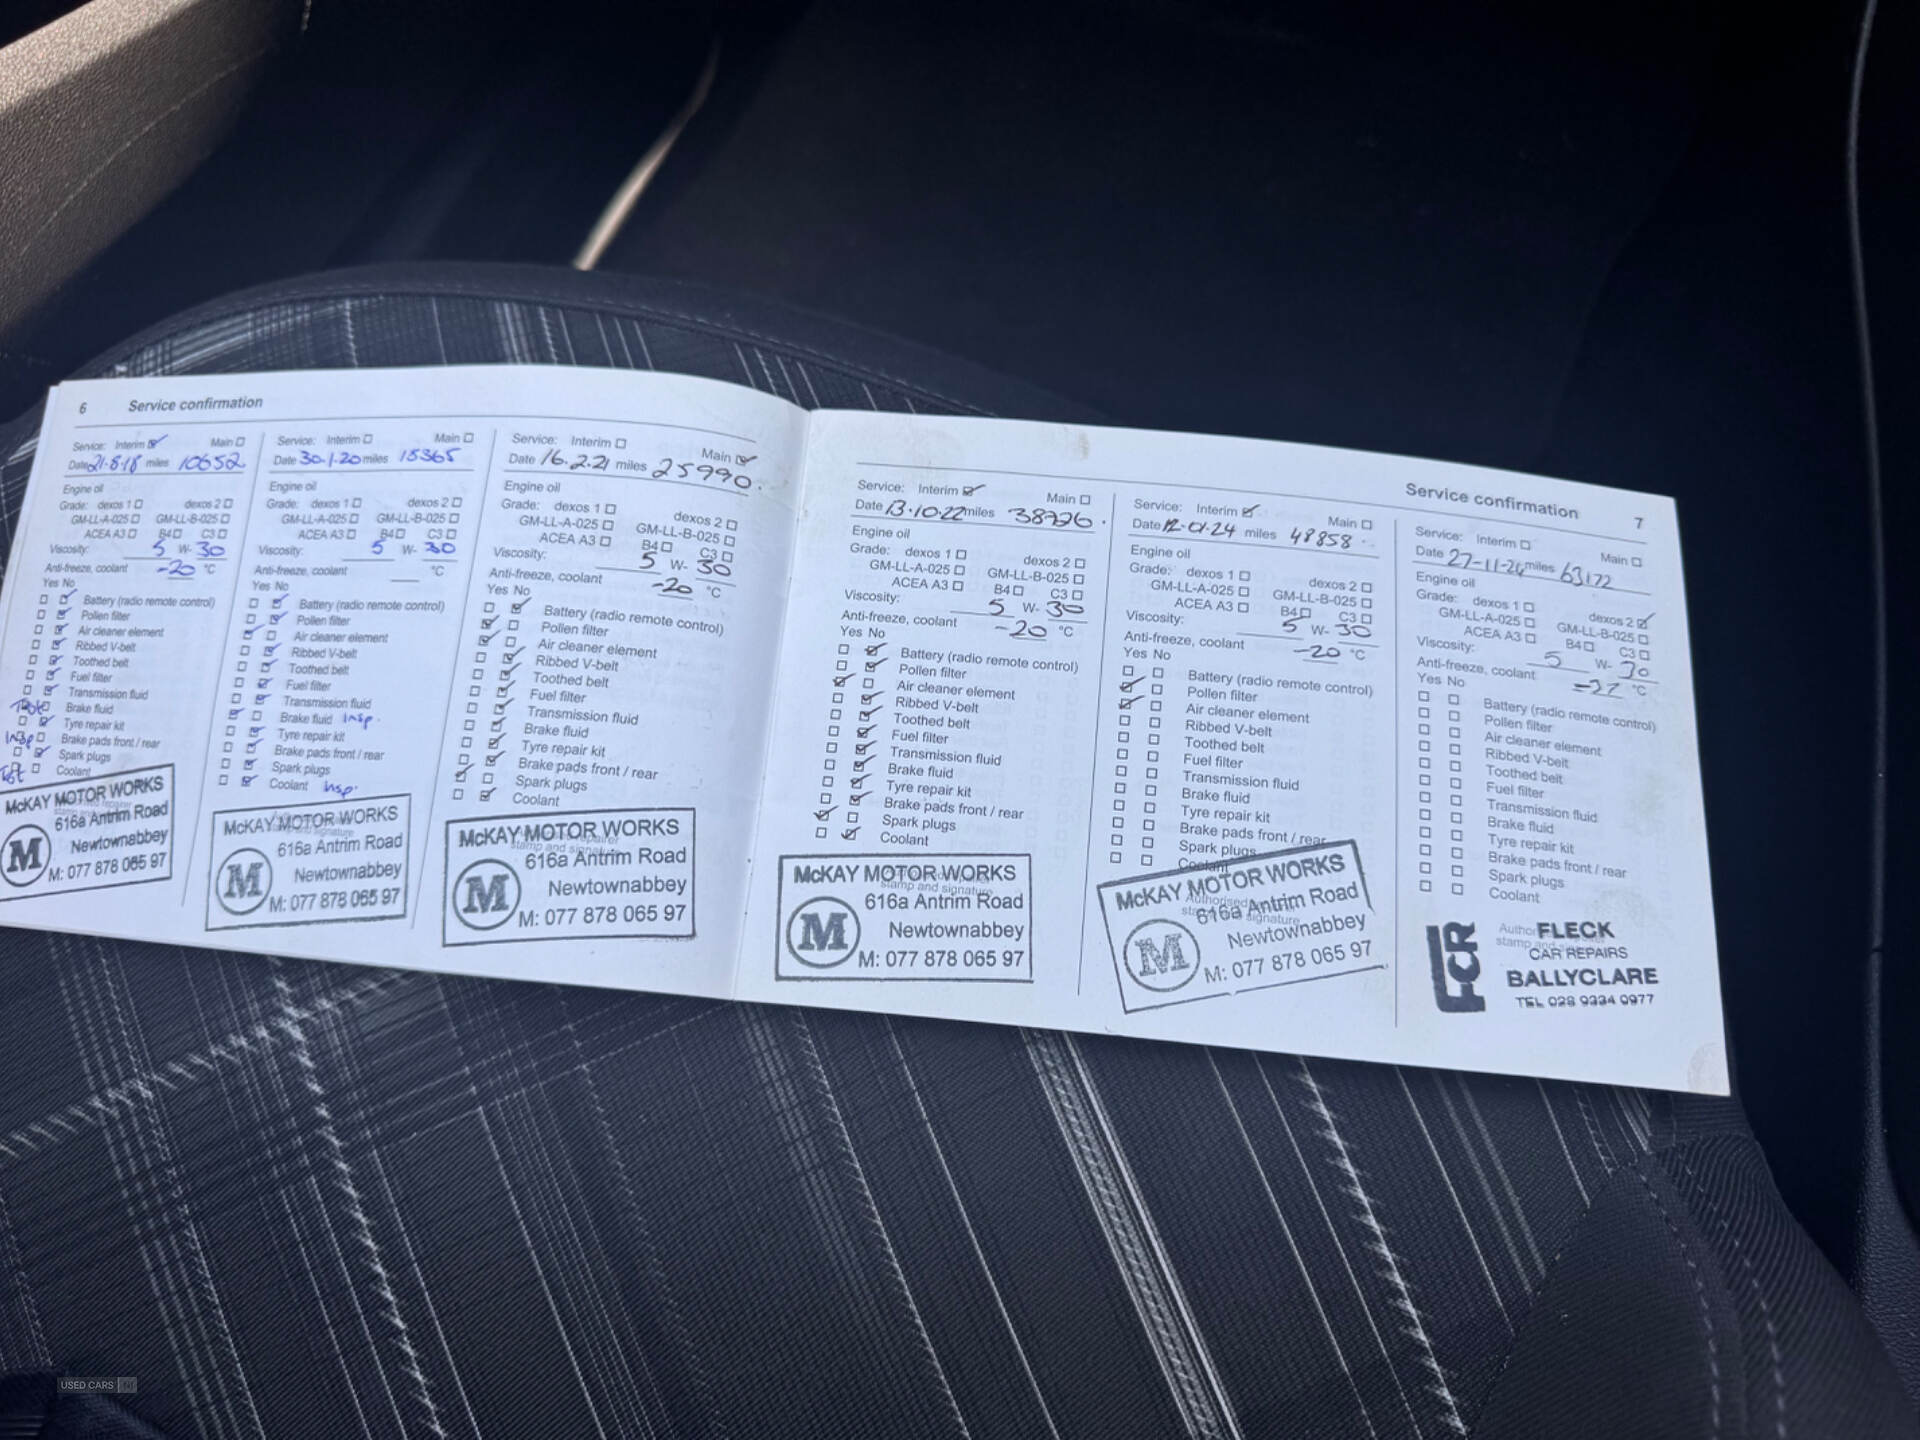 6 Service confirmation
Service: Interim Main
Date 21·8·18 miles 10652
Engine oil
Grade: dexos 1 dexos 2
GM-LL-A-025 GM-LL-B-025
ACEA A3 B4 C3
Viscosity: 5 W- 30
Anti-freeze, coolant -20 °C
Yes No
Battery (radio remote control)
Pollen filter
Air cleaner element
Ribbed V-belt
Toothed belt
Fuel filter
Transmission fluid
Brake fluid
Tyre repair kit
Insp Brake pads front / rear
Spark plugs
Coolant
McKAY MOTOR WORKS
616a Antrim Road
Newtownabbey
M M: 077 878 065 97
Service: Interim Main
Date 30·1·20 miles 15365
Engine oil
Grade: dexos 1 dexos 2
GM-LL-A-025 GM-LL-B-025
ACEA A3 B4 C3
Viscosity: 5 W- 30
Anti-freeze, coolant °C
Yes No
Battery (radio remote control)
Pollen filter
Air cleaner element
Ribbed V-belt
Toothed belt
Fuel filter
Transmission fluid
Brake fluid Insp.
Tyre repair kit
Brake pads front / rear
Spark plugs
Coolant Insp.
McKAY MOTOR WORKS
616a Antrim Road
Newtownabbey
M M: 077 878 065 97
Service: Interim Main
Date 16.2.21 miles 25990.
Engine oil
Grade: dexos 1 dexos 2
GM-LL-A-025 GM-LL-B-025
ACEA A3 B4 C3
Viscosity: 5 W- 30
Anti-freeze, coolant -20 °C
Yes No
Battery (radio remote control)
Pollen filter
Air cleaner element
Ribbed V-belt
Toothed belt
Fuel filter
Transmission fluid
Brake fluid
Tyre repair kit
Brake pads front / rear
Spark plugs
Coolant
McKAY MOTOR WORKS
stamp and signature
616a Antrim Road
Newtownabbey
M M: 077 878 065 97
Service confirmation 7
Service: Interim Main
Date 13·10·22 miles 38726.
Engine oil
Grade: dexos 1 dexos 2
GM-LL-A-025 GM-LL-B-025
ACEA A3 B4 C3
Viscosity: 5 W- 30
Anti-freeze, coolant -20 °C
Yes No
Battery (radio remote control)
Pollen filter
Air cleaner element
Ribbed V-belt
Toothed belt
Fuel filter
Transmission fluid
Brake fluid
Tyre repair kit
Brake pads front / rear
Spark plugs
Coolant
McKAY MOTOR WORKS
stamp and signature
616a Antrim Road
Newtownabbey
M M: 077 878 065 97
Service: Interim Main
Date 12·01·24 miles 48858
Engine oil
Grade: dexos 1 dexos 2
GM-LL-A-025 GM-LL-B-025
ACEA A3 B4 C3
Viscosity: 5 W- 30
Anti-freeze, coolant -20 °C
Yes No
Battery (radio remote control)
Pollen filter
Air cleaner element
Ribbed V-belt
Toothed belt
Fuel filter
Transmission fluid
Brake fluid
Tyre repair kit
Brake pads front / rear
Spark plugs
Coolant
McKAY MOTOR WORKS
Authorised
616a Antrim Road
signature
Newtownabbey
M M: 077 878 065 97
Service: Interim Main
Date 27-11-24 miles 63172
Engine oil
Grade: dexos 1 dexos 2
GM-LL-A-025 GM-LL-B-025
ACEA A3 B4 C3
Viscosity: 5 W- 30
Anti-freeze, coolant -37 °C
Yes No
Battery (radio remote control)
Pollen filter
Air cleaner element
Ribbed V-belt
Toothed belt
Fuel filter
Transmission fluid
Brake fluid
Tyre repair kit
Brake pads front / rear
Spark plugs
Coolant
FCR
FLECK
stamp and
CAR REPAIRS
BALLYCLARE
TEL 028 9334 0977
USED CARS NI